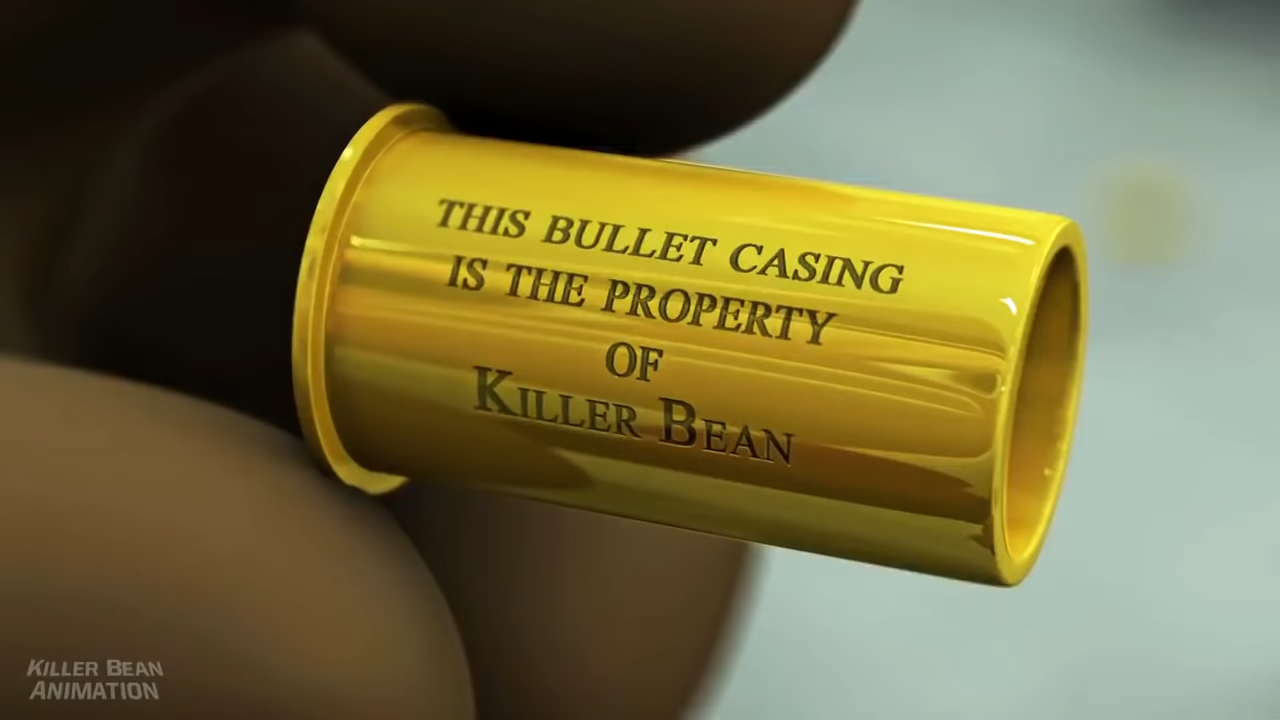 THIS BULLET CASING
IS THE PROPERTY
OF
KILLER BEAN
KILLER BEAN
ANIMATION